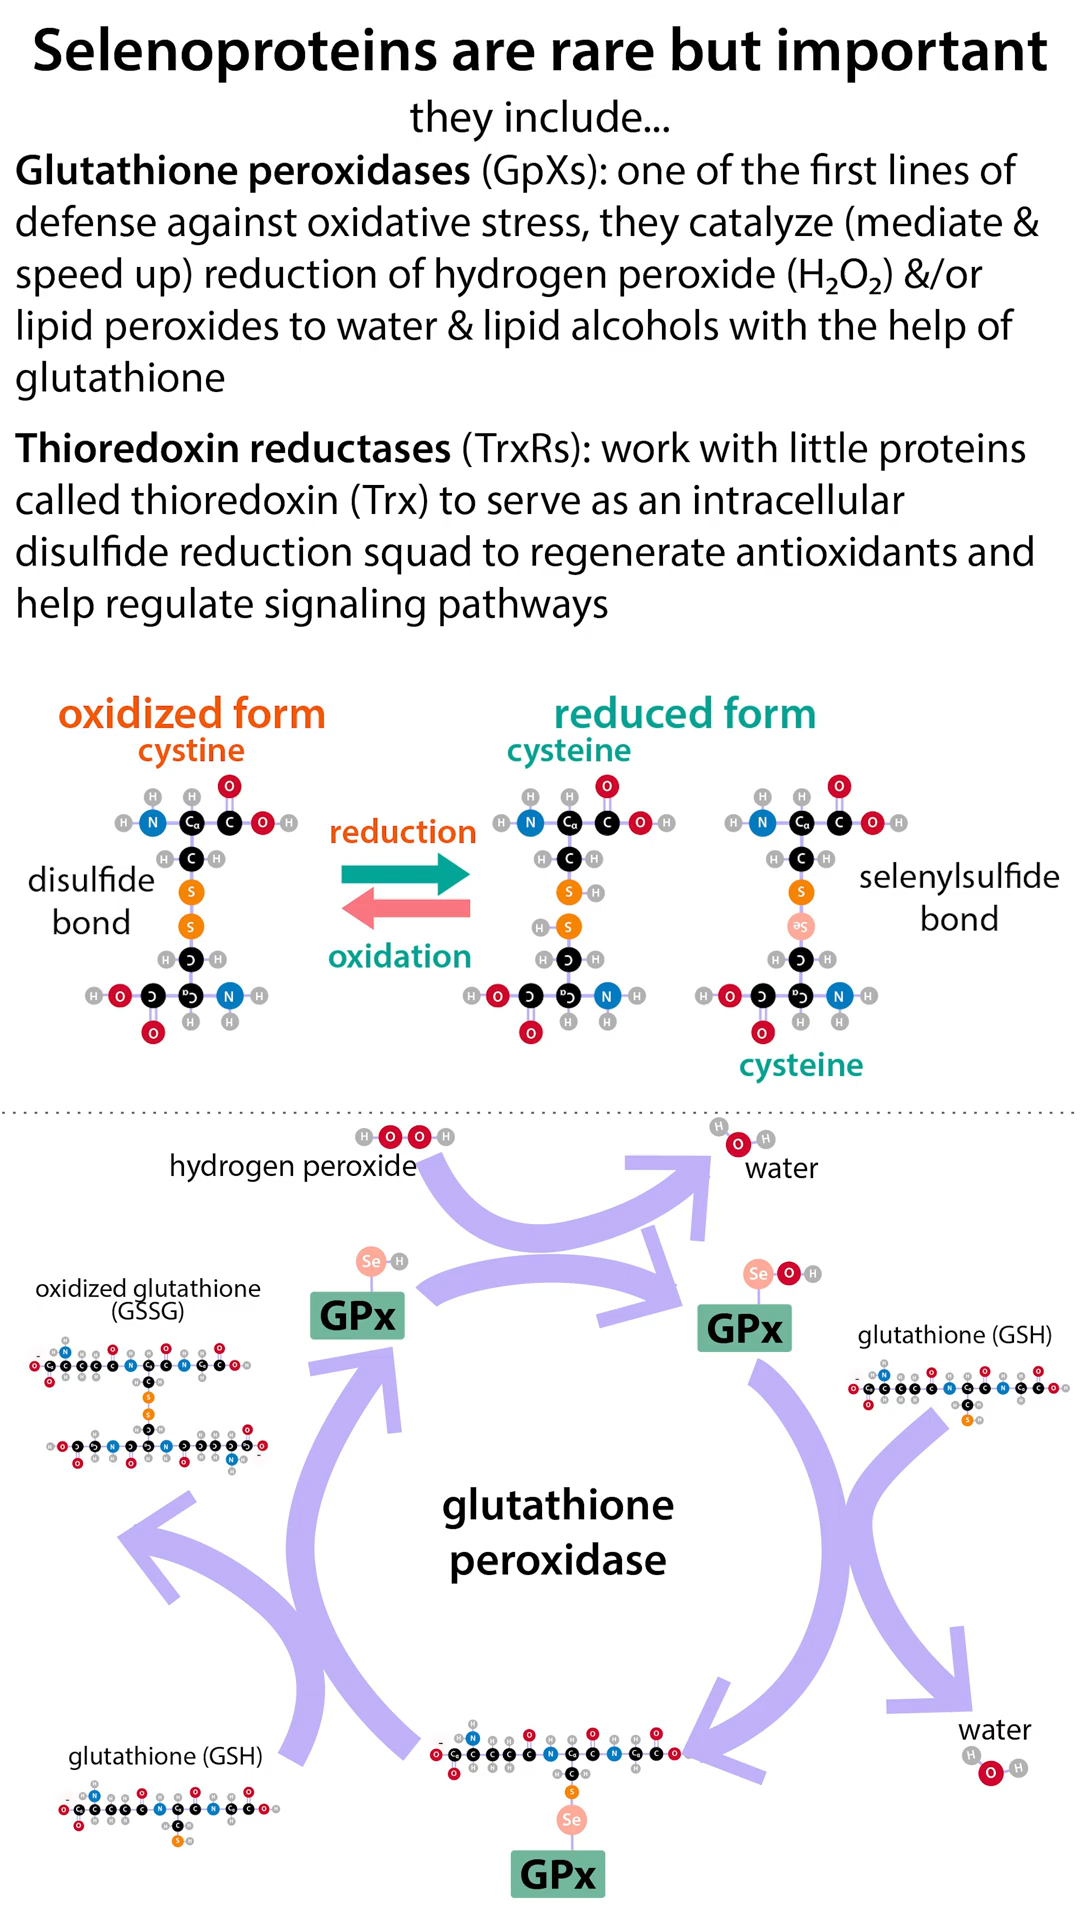 Selenoproteins are rare but important
they include...
Glutathione peroxidases (GpXs): one of the first lines of
defense against oxidative stress, they catalyze (mediate &
speed up) reduction of hydrogen peroxide (H₂O₂) &/or
lipid peroxides to water & lipid alcohols with the help of
glutathione
Thioredoxin reductases (TrxRs): work with little proteins
called thioredoxin (Trx) to serve as an intracellular
disulfide reduction squad to regenerate antioxidants and
help regulate signaling pathways
oxidized form
cystine
reduced form
cysteine
reduction
oxidation
disulfide
bond
selenylsulfide
bond
cysteine
hydrogen peroxide
water
Se H
GPx
Se O H
GPx
oxidized glutathione
(GSSG)
glutathione (GSH)
glutathione
peroxidase
water
glutathione (GSH)
Se
GPx